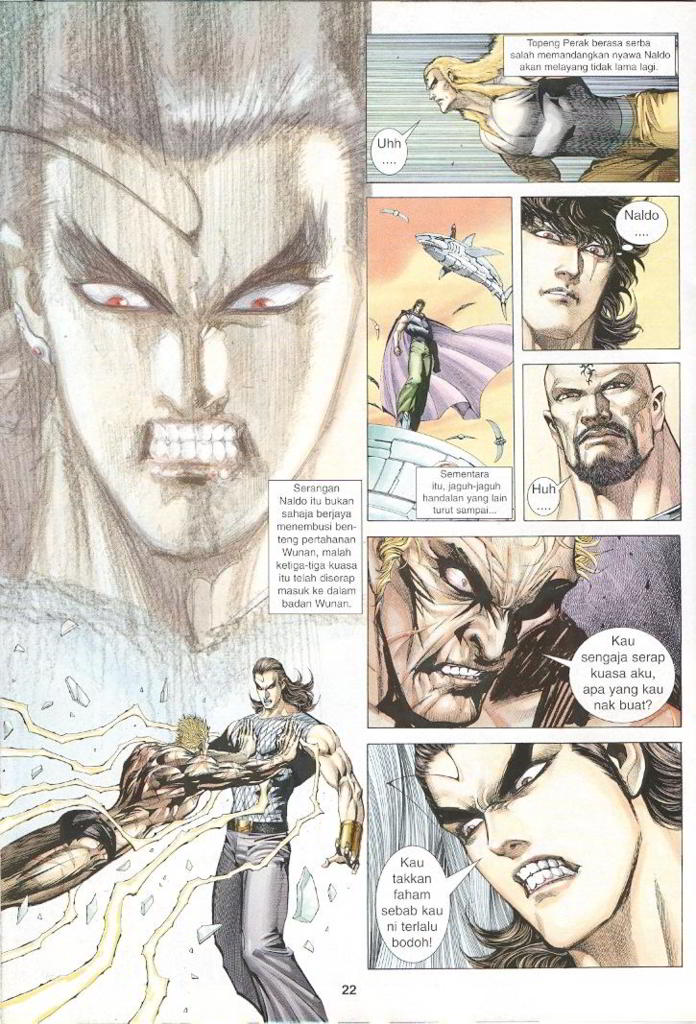 Serangan
Naldo itu bukan
sahaja berjaya
menembusi ben-
teng pertahanan
Wunan, malah
ketiga-tiga kuasa
itu telah diserap
masuk ke dalam
badan Wunan.
Topeng Perak berasa serba
salah memandangkan nyawa Naldo
akan melayang tidak lama lagi.
Uhh
....
Naldo
....
Sementara
itu, jaguh-jaguh
handalan yang lain
turut sampai...
Huh
....
Kau
sengaja serap
kuasa aku,
apa yang kau
nak buat?
Kau
takkan
faham
sebab kau
ni terlalu
bodoh!
22